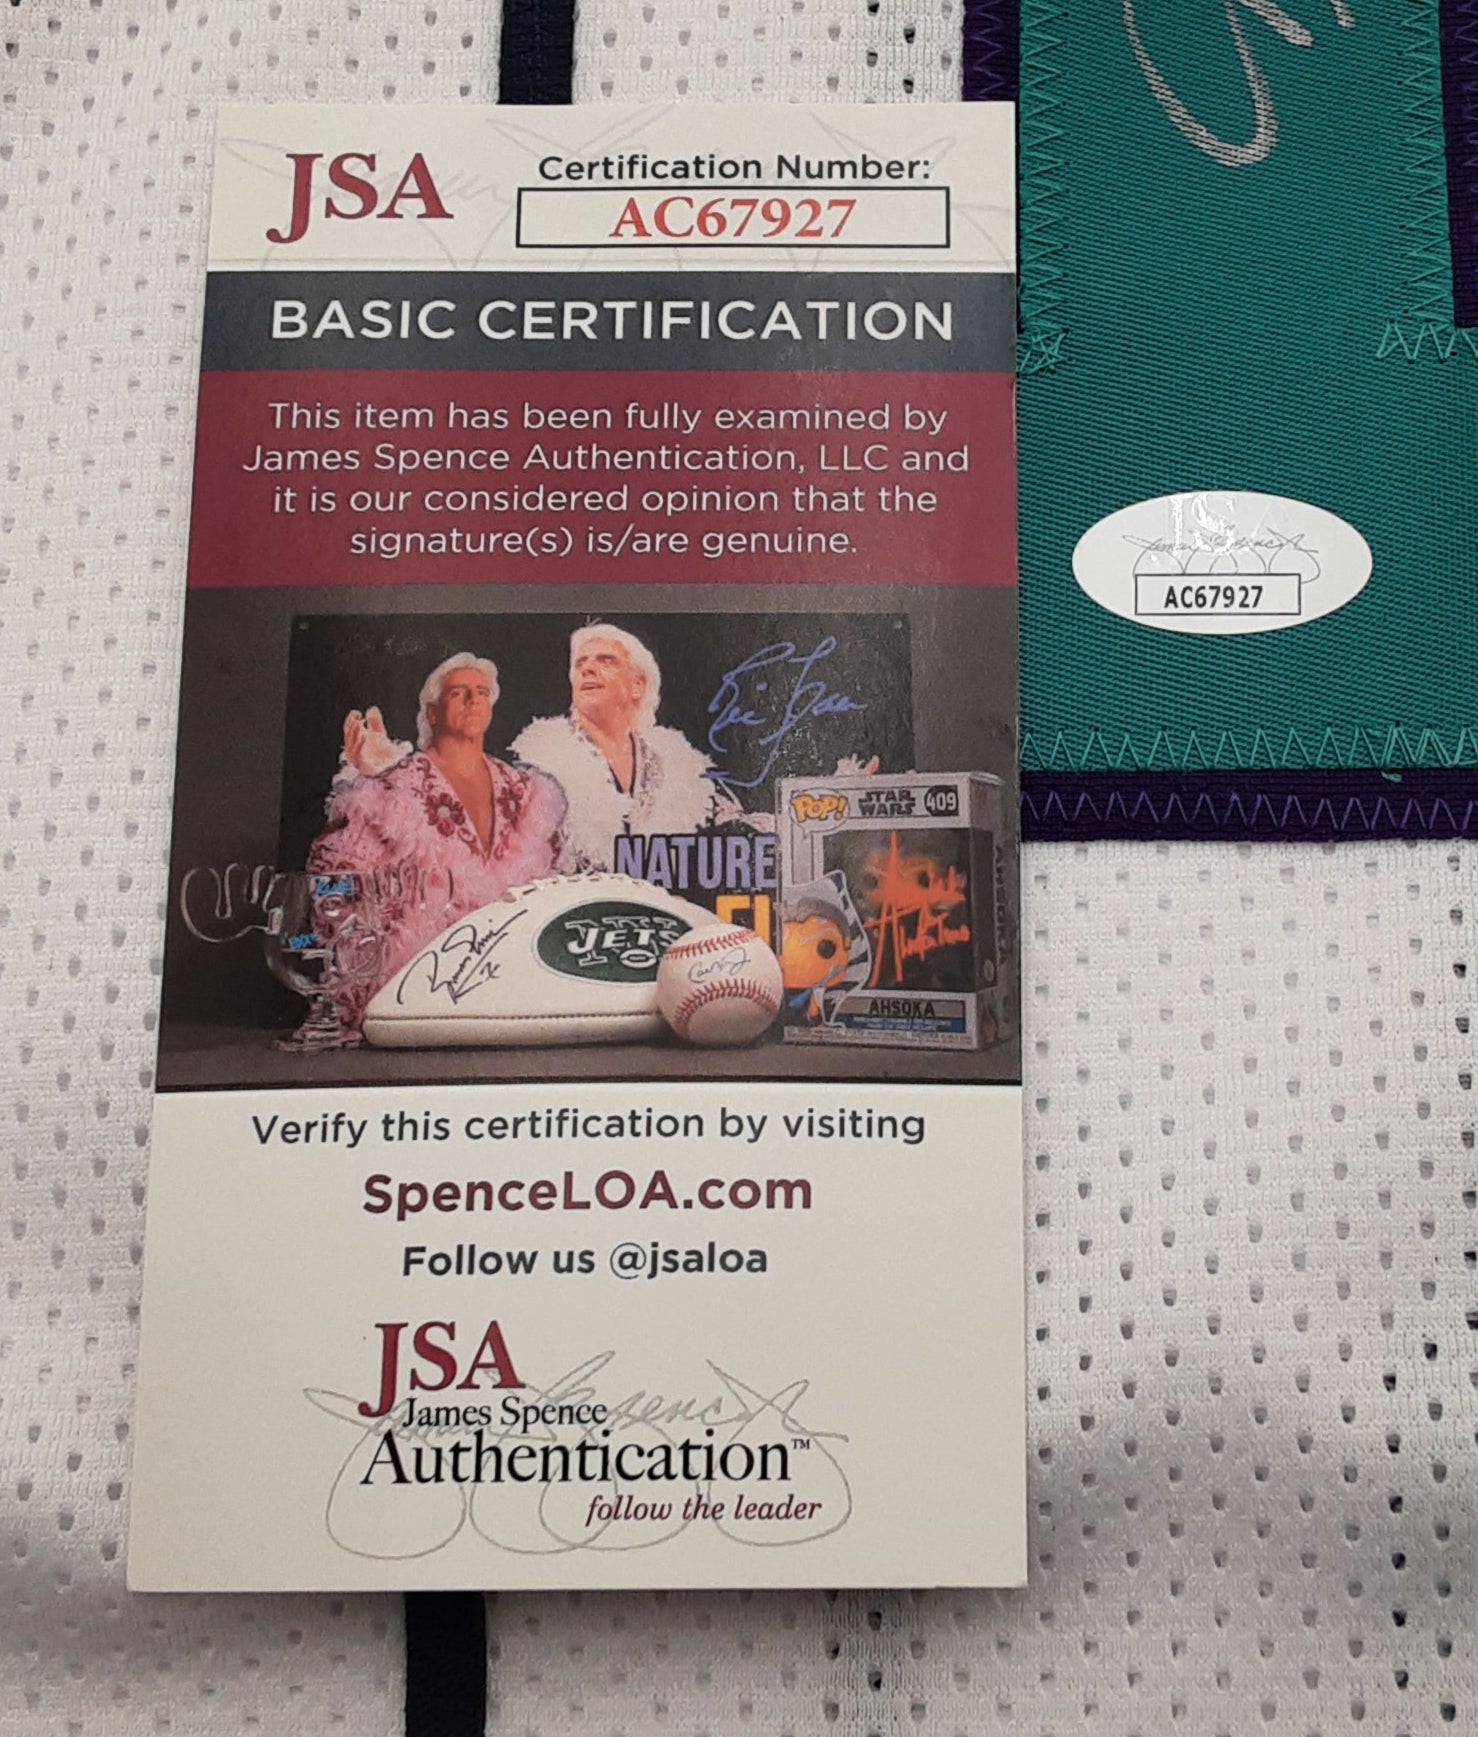 JSA
Certification Number:
AC67927
BASIC CERTIFICATION
This item has been fully examined by
James Spence Authentication, LLC and
it is our considered opinion that the
signature(s) is/are genuine.
NATURE
POP!
STAR
WARS
409
JETS
AHSOKA
Verify this certification by visiting
SpenceLOA.com
Follow us @jsaloa
JSA
James Spence
Authentication™
follow the leader
JSA
AC67927